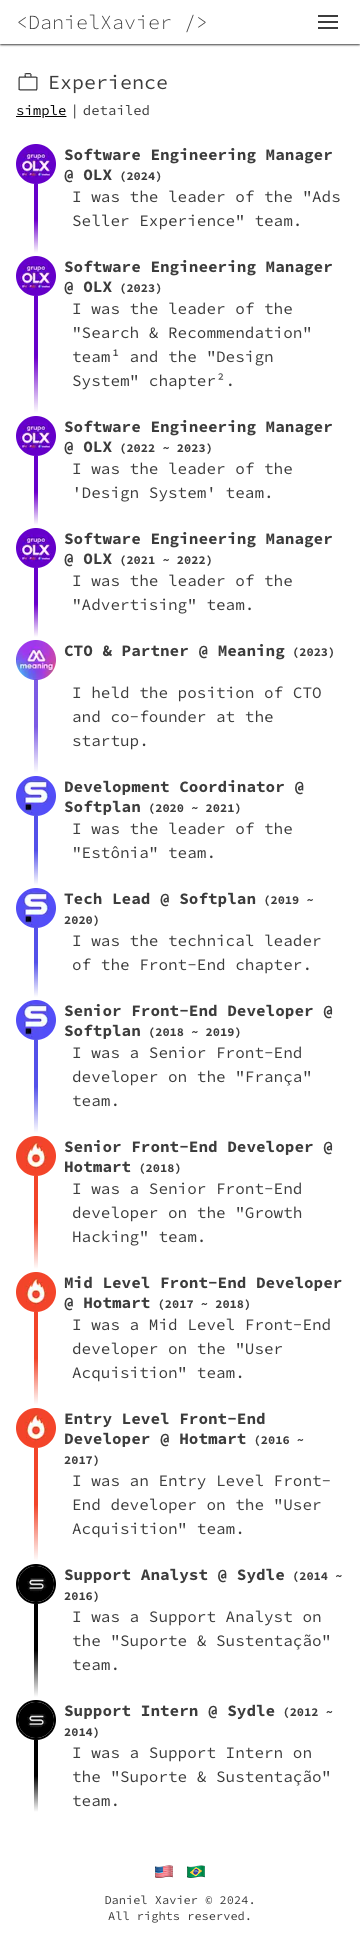 <DanielXavier />
Experience
simple | detailed
grupo
OLX
Software Engineering Manager
@ OLX (2024)
I was the leader of the "Ads
Seller Experience" team.
grupo
OLX
Software Engineering Manager
@ OLX (2023)
I was the leader of the
"Search & Recommendation"
team¹ and the "Design
System" chapter².
grupo
OLX
Software Engineering Manager
@ OLX (2022 ~ 2023)
I was the leader of the
'Design System' team.
grupo
OLX
Software Engineering Manager
@ OLX (2021 ~ 2022)
I was the leader of the
"Advertising" team.
meaning
CTO & Partner @ Meaning (2023)
I held the position of CTO
and co-founder at the
startup.
Development Coordinator @
Softplan (2020 ~ 2021)
I was the leader of the
"Estônia" team.
Tech Lead @ Softplan (2019 ~
2020)
I was the technical leader
of the Front-End chapter.
Senior Front-End Developer @
Softplan (2018 ~ 2019)
I was a Senior Front-End
developer on the "França"
team.
Senior Front-End Developer @
Hotmart (2018)
I was a Senior Front-End
developer on the "Growth
Hacking" team.
Mid Level Front-End Developer
@ Hotmart (2017 ~ 2018)
I was a Mid Level Front-End
developer on the "User
Acquisition" team.
Entry Level Front-End
Developer @ Hotmart (2016 ~
2017)
I was an Entry Level Front-
End developer on the "User
Acquisition" team.
Support Analyst @ Sydle (2014 ~
2016)
I was a Support Analyst on
the "Suporte & Sustentação"
team.
Support Intern @ Sydle (2012 ~
2014)
I was a Support Intern on
the "Suporte & Sustentação"
team.
Daniel Xavier © 2024.
All rights reserved.